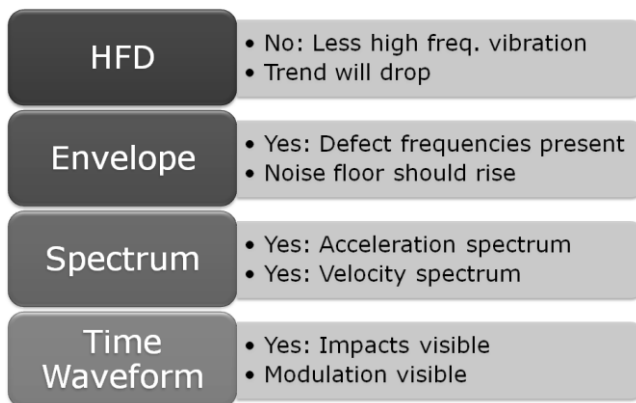 HFD
• No: Less high freq. vibration
• Trend will drop
Envelope
• Yes: Defect frequencies present
• Noise floor should rise
Spectrum
• Yes: Acceleration spectrum
• Yes: Velocity spectrum
Time
Waveform
• Yes: Impacts visible
• Modulation visible